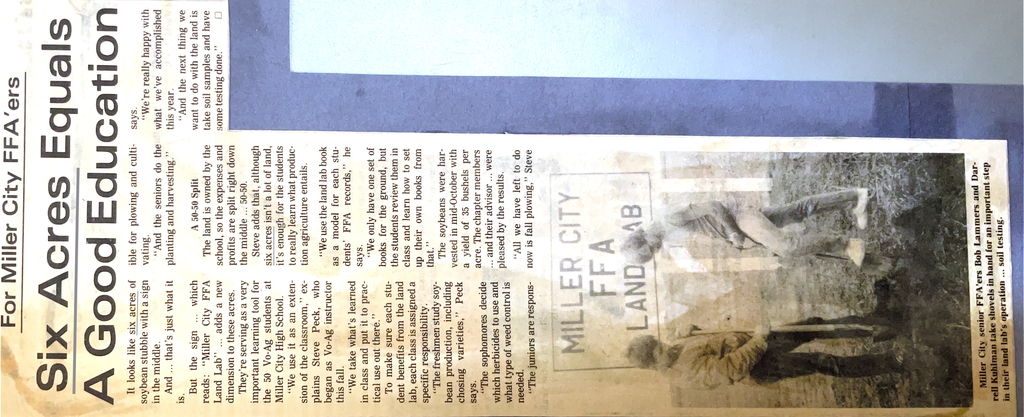 For Miller City FFA'ers
Six Acres Equals
A Good Education
It looks like six acres of
soybean stubble with a sign
in the middle.
And ... that's just what it
is.
But the sign ... which
reads: "Miller City FFA
Land Lab" ... adds a new
dimension to these acres.
They're serving as a very
important learning tool for
the 50 Vo-Ag students at
Miller City High School.
"We use it as an exten-
sion of the classroom," ex-
plains Steve Peck, who
began as Vo-Ag instructor
this fall.
"We take what's learned
in class and put it to prac-
tical use out there."
To make sure each stu-
dent benefits from the land
lab, each class is assigned a
specific responsibility.
"The freshmen study soy-
bean production, including
choosing varieties," Peck
says.
"The sophomores decide
which herbicides to use and
what type of weed control is
needed.
"The juniors are respons-
ible for plowing and culti-
vating.
"And the seniors do the
planting and harvesting."
A 50-50 Split
The land is owned by the
school, so the expenses and
profits are split right down
the middle ... 50-50.
Steve adds that, although
six acres isn't a lot of land,
it's enough for the students
to really learn what produc-
tion agriculture entails.
"We use the land lab book
as a model for each stu-
dents' FFA records," he
says.
"We only have one set of
books for the ground, but
the students review them in
class and learn how to set
up their own books from
that."
The soybeans were har-
vested in mid-October with
a yield of 35 bushels per
acre. The chapter members
... and their advisor ... were
pleased by the results.
"All we have left to do
now is fall plowing," Steve
says.
"We're really happy with
what we've accomplished
this year.
"And the next thing we
want to do with the land is
take soil samples and have
some testing done." □
MILLER CITY
FFA
LAND LAB
Miller City senior FFA'ers Bob Lammers and Dar-
rell Kuhlman take shovels in hand for an important step
in their land lab's operation ... soil testing.